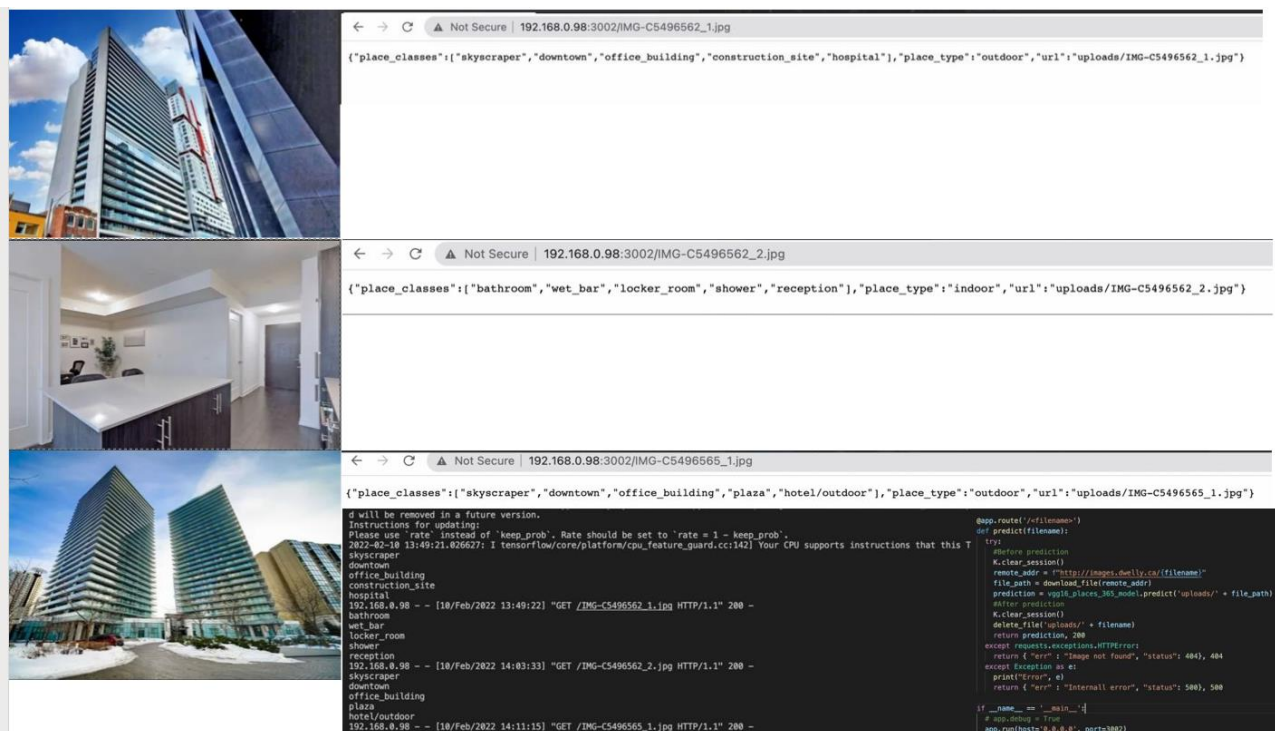 Not Secure | 192.168.0.98:3002/IMG-C5496562_1.jpg
{"place_classes":["skyscraper","downtown","office_building","construction_site","hospital"],"place_type":"outdoor","url":"uploads/IMG-C5496562_1.jpg"}
Not Secure | 192.168.0.98:3002/IMG-C5496562_2.jpg
{"place_classes":["bathroom","wet_bar","locker_room","shower","reception"],"place_type":"indoor","url":"uploads/IMG-C5496562_2.jpg"}
Not Secure | 192.168.0.98:3002/IMG-C5496565_1.jpg
{"place_classes":["skyscraper","downtown","office_building","plaza","hotel/outdoor"],"place_type":"outdoor","url":"uploads/IMG-C5496565_1.jpg"}
d will be removed in a future version.
Instructions for updating:
Please use `rate` instead of `keep_prob`. Rate should be set to `rate = 1 - keep_prob`.
2022-02-10 13:49:21.026627: I tensorflow/core/platform/cpu_feature_guard.cc:142] Your CPU supports instructions that this T
skyscraper
downtown
office_building
construction_site
hospital
192.168.0.98 - - [10/Feb/2022 13:49:22] "GET /IMG-C5496562_1.jpg HTTP/1.1" 200 -
bathroom
wet_bar
locker_room
shower
reception
192.168.0.98 - - [10/Feb/2022 14:03:33] "GET /IMG-C5496562_2.jpg HTTP/1.1" 200 -
skyscraper
downtown
office_building
plaza
hotel/outdoor
192.168.0.98 - - [10/Feb/2022 14:11:15] "GET /IMG-C5496565_1.jpg HTTP/1.1" 200 -
@app.route('/<filename>')
def predict(filename):
try:
#Before prediction
K.clear_session()
remote_addr = f"http://images.dwelly.ca/{filename}"
file_path = download_file(remote_addr)
prediction = vgg16_places_365_model.predict('uploads/' + file_path)
#After prediction
K.clear_session()
delete_file('uploads/' + filename)
return prediction, 200
except requests.exceptions.HTTPError:
return { "err" : "Image not found", "status": 404}, 404
except Exception as e:
print("Error", e)
return { "err" : "Internall error", "status": 500}, 500
if __name__ == '__main__':
# app.debug = True
app.run(host='0.0.0.0', port=3002)